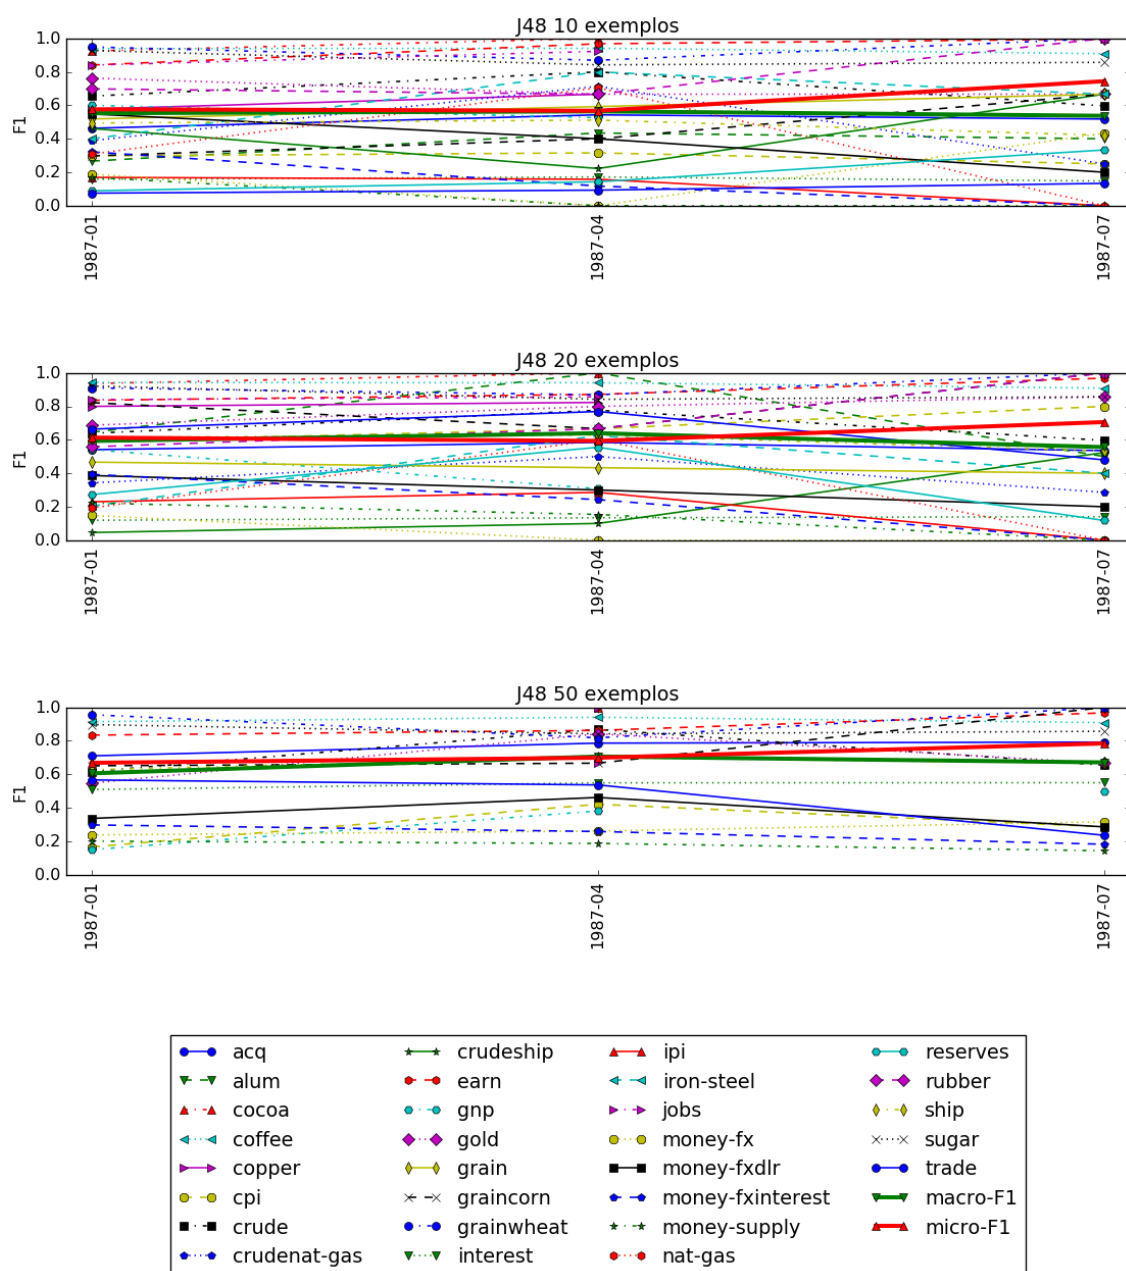 J48 10 exemplos
1.0
0.8
0.6
F1
0.4
0.2
0.0
1987-01
1987-04
1987-07
J48 20 exemplos
1.0
0.8
0.6
F1
0.4
0.2
0.0
1987-01
1987-04
1987-07
J48 50 exemplos
1.0
0.8
0.6
F1
0.4
0.2
0.0
1987-01
1987-04
1987-07
acq crudeship ipi reserves
alum earn iron-steel rubber
cocoa gnp jobs ship
coffee gold money-fx sugar
copper grain money-fxdlr trade
cpi graincorn money-fxinterest macro-F1
crude grainwheat money-supply micro-F1
crudenat-gas interest nat-gas